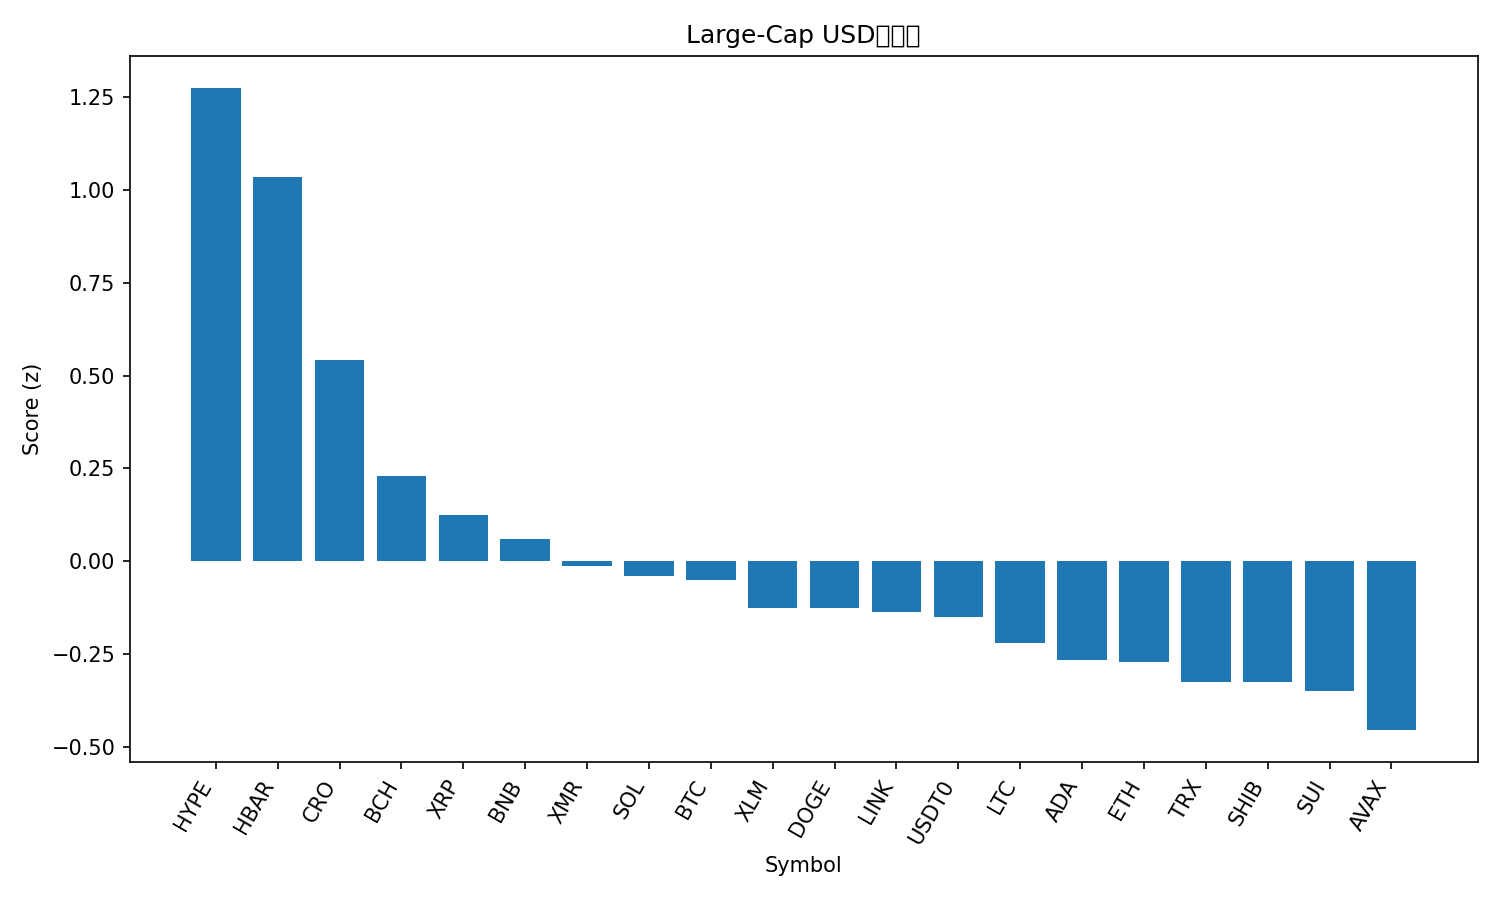 Large-Cap USD
1.25
1.00
0.75
0.50
0.25
0.00
−0.25
−0.50
Score (z)
HYPE
HBAR
CRO
BCH
XRP
BNB
XMR
SOL
BTC
XLM
DOGE
LINK
USDT0
LTC
ADA
ETH
TRX
SHIB
SUI
AVAX
Symbol